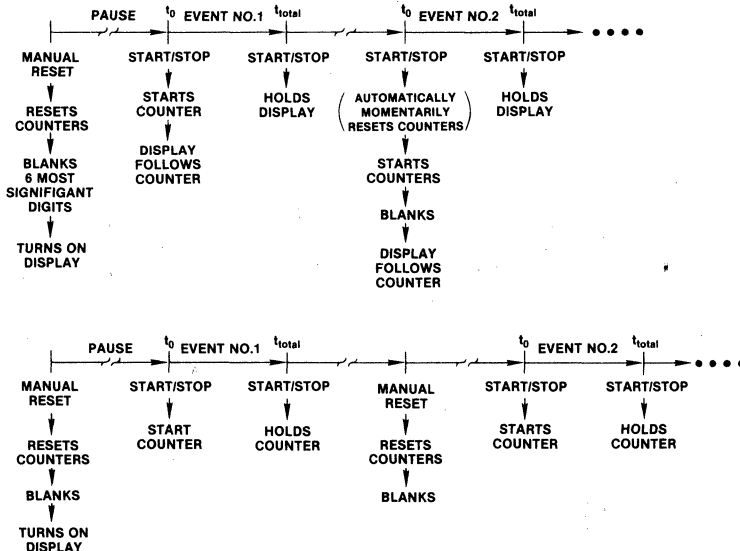 PAUSE t0 EVENT NO.1 ttotal t0 EVENT NO.2 ttotal
MANUAL RESET
RESETS COUNTERS
BLANKS
6 MOST
SIGNIFIGANT
DIGITS
TURNS ON
DISPLAY
START/STOP
STARTS
COUNTER
DISPLAY
FOLLOWS
COUNTER
START/STOP
HOLDS
DISPLAY
START/STOP
(AUTOMATICALLY
MOMENTARILY
RESETS COUNTERS)
STARTS
COUNTERS
BLANKS
DISPLAY
FOLLOWS
COUNTER
START/STOP
HOLDS
DISPLAY
PAUSE t0 EVENT NO.1 ttotal t0 EVENT NO.2 ttotal
MANUAL
RESET
RESETS
COUNTERS
BLANKS
TURNS ON
DISPLAY
START/STOP
START
COUNTER
START/STOP
HOLDS
COUNTER
MANUAL
RESET
RESETS
COUNTERS
BLANKS
START/STOP
STARTS
COUNTER
START/STOP
HOLDS
COUNTER